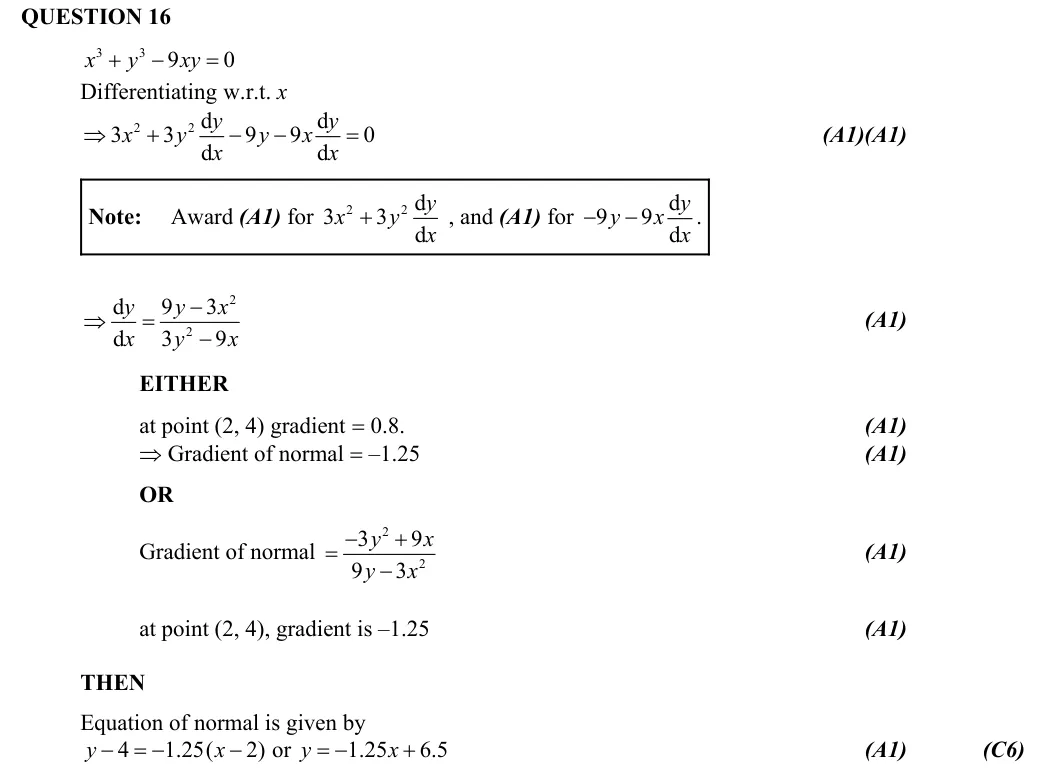 QUESTION 16
x³ + y³ − 9xy = 0
Differentiating w.r.t. x
⇒ 3x² + 3y² dy/dx − 9y − 9x dy/dx = 0 (A1)(A1)
Note: Award (A1) for 3x² + 3y² dy/dx , and (A1) for −9y − 9x dy/dx .
⇒ dy/dx = (9y − 3x²)/(3y² − 9x) (A1)
EITHER
at point (2, 4) gradient = 0.8. (A1)
⇒ Gradient of normal = –1.25 (A1)
OR
Gradient of normal = (−3y² + 9x)/(9y − 3x²) (A1)
at point (2, 4), gradient is –1.25 (A1)
THEN
Equation of normal is given by
y − 4 = −1.25(x − 2) or y = −1.25x + 6.5 (A1) (C6)